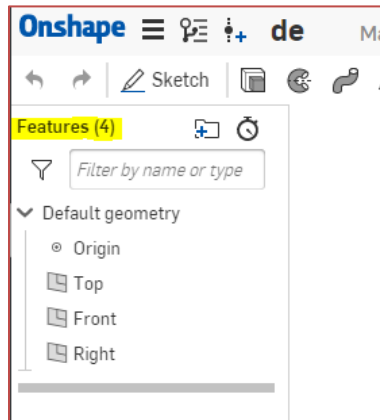 Onshape de Ma
Sketch
Features (4)
Filter by name or type
Default geometry
Origin
Top
Front
Right